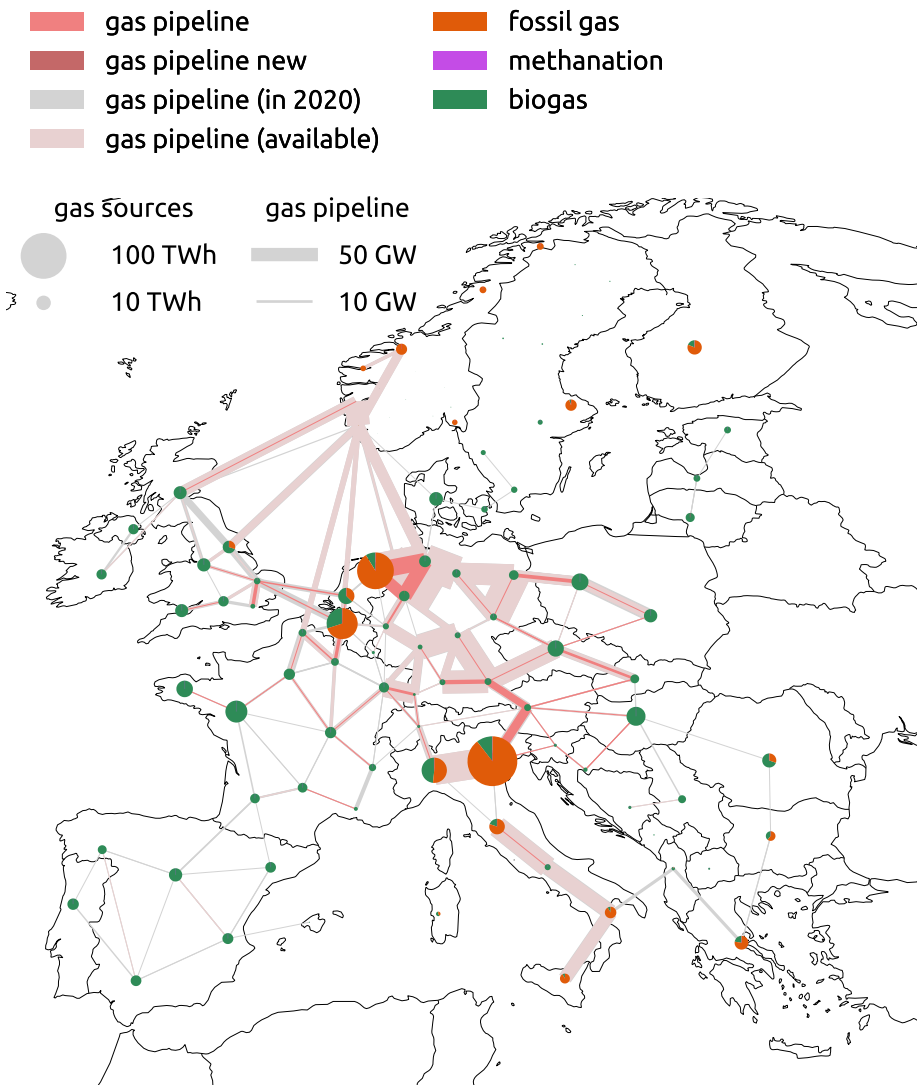 gas pipeline
gas pipeline new
gas pipeline (in 2020)
gas pipeline (available)
fossil gas
methanation
biogas
gas sources
100 TWh
10 TWh
gas pipeline
50 GW
10 GW